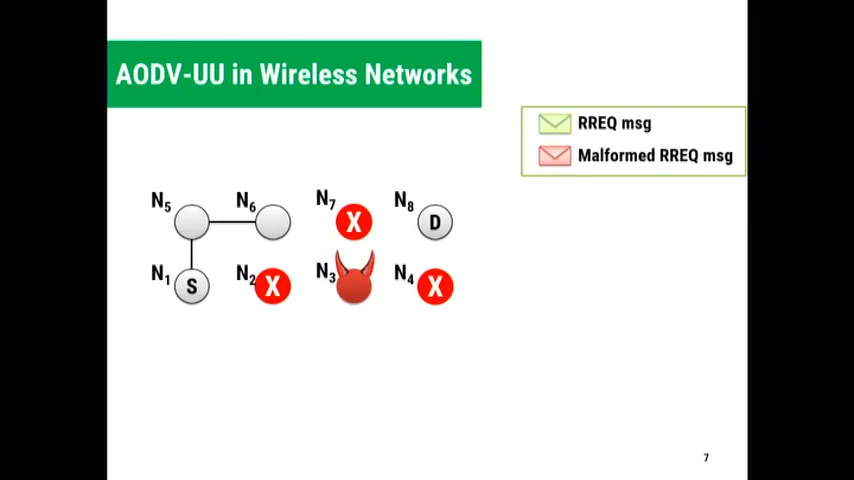 AODV-UU in Wireless Networks
RREQ msg
Malformed RREQ msg
N5 N6 N7 X N8 D
N1 S N2 X N3 N4 X
7